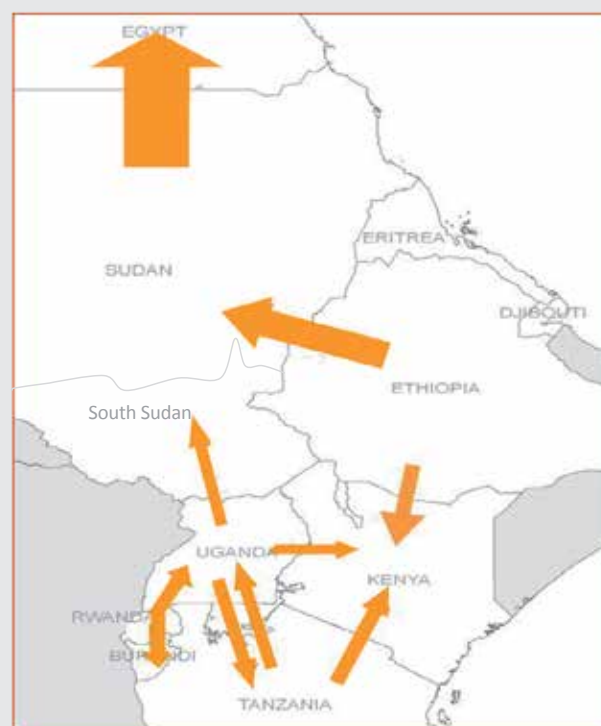 EGYPT
SUDAN
ERITREA
DJIBOUTI
ETHIOPIA
South Sudan
UGANDA
KENYA
RWANDA
BURUNDI
TANZANIA